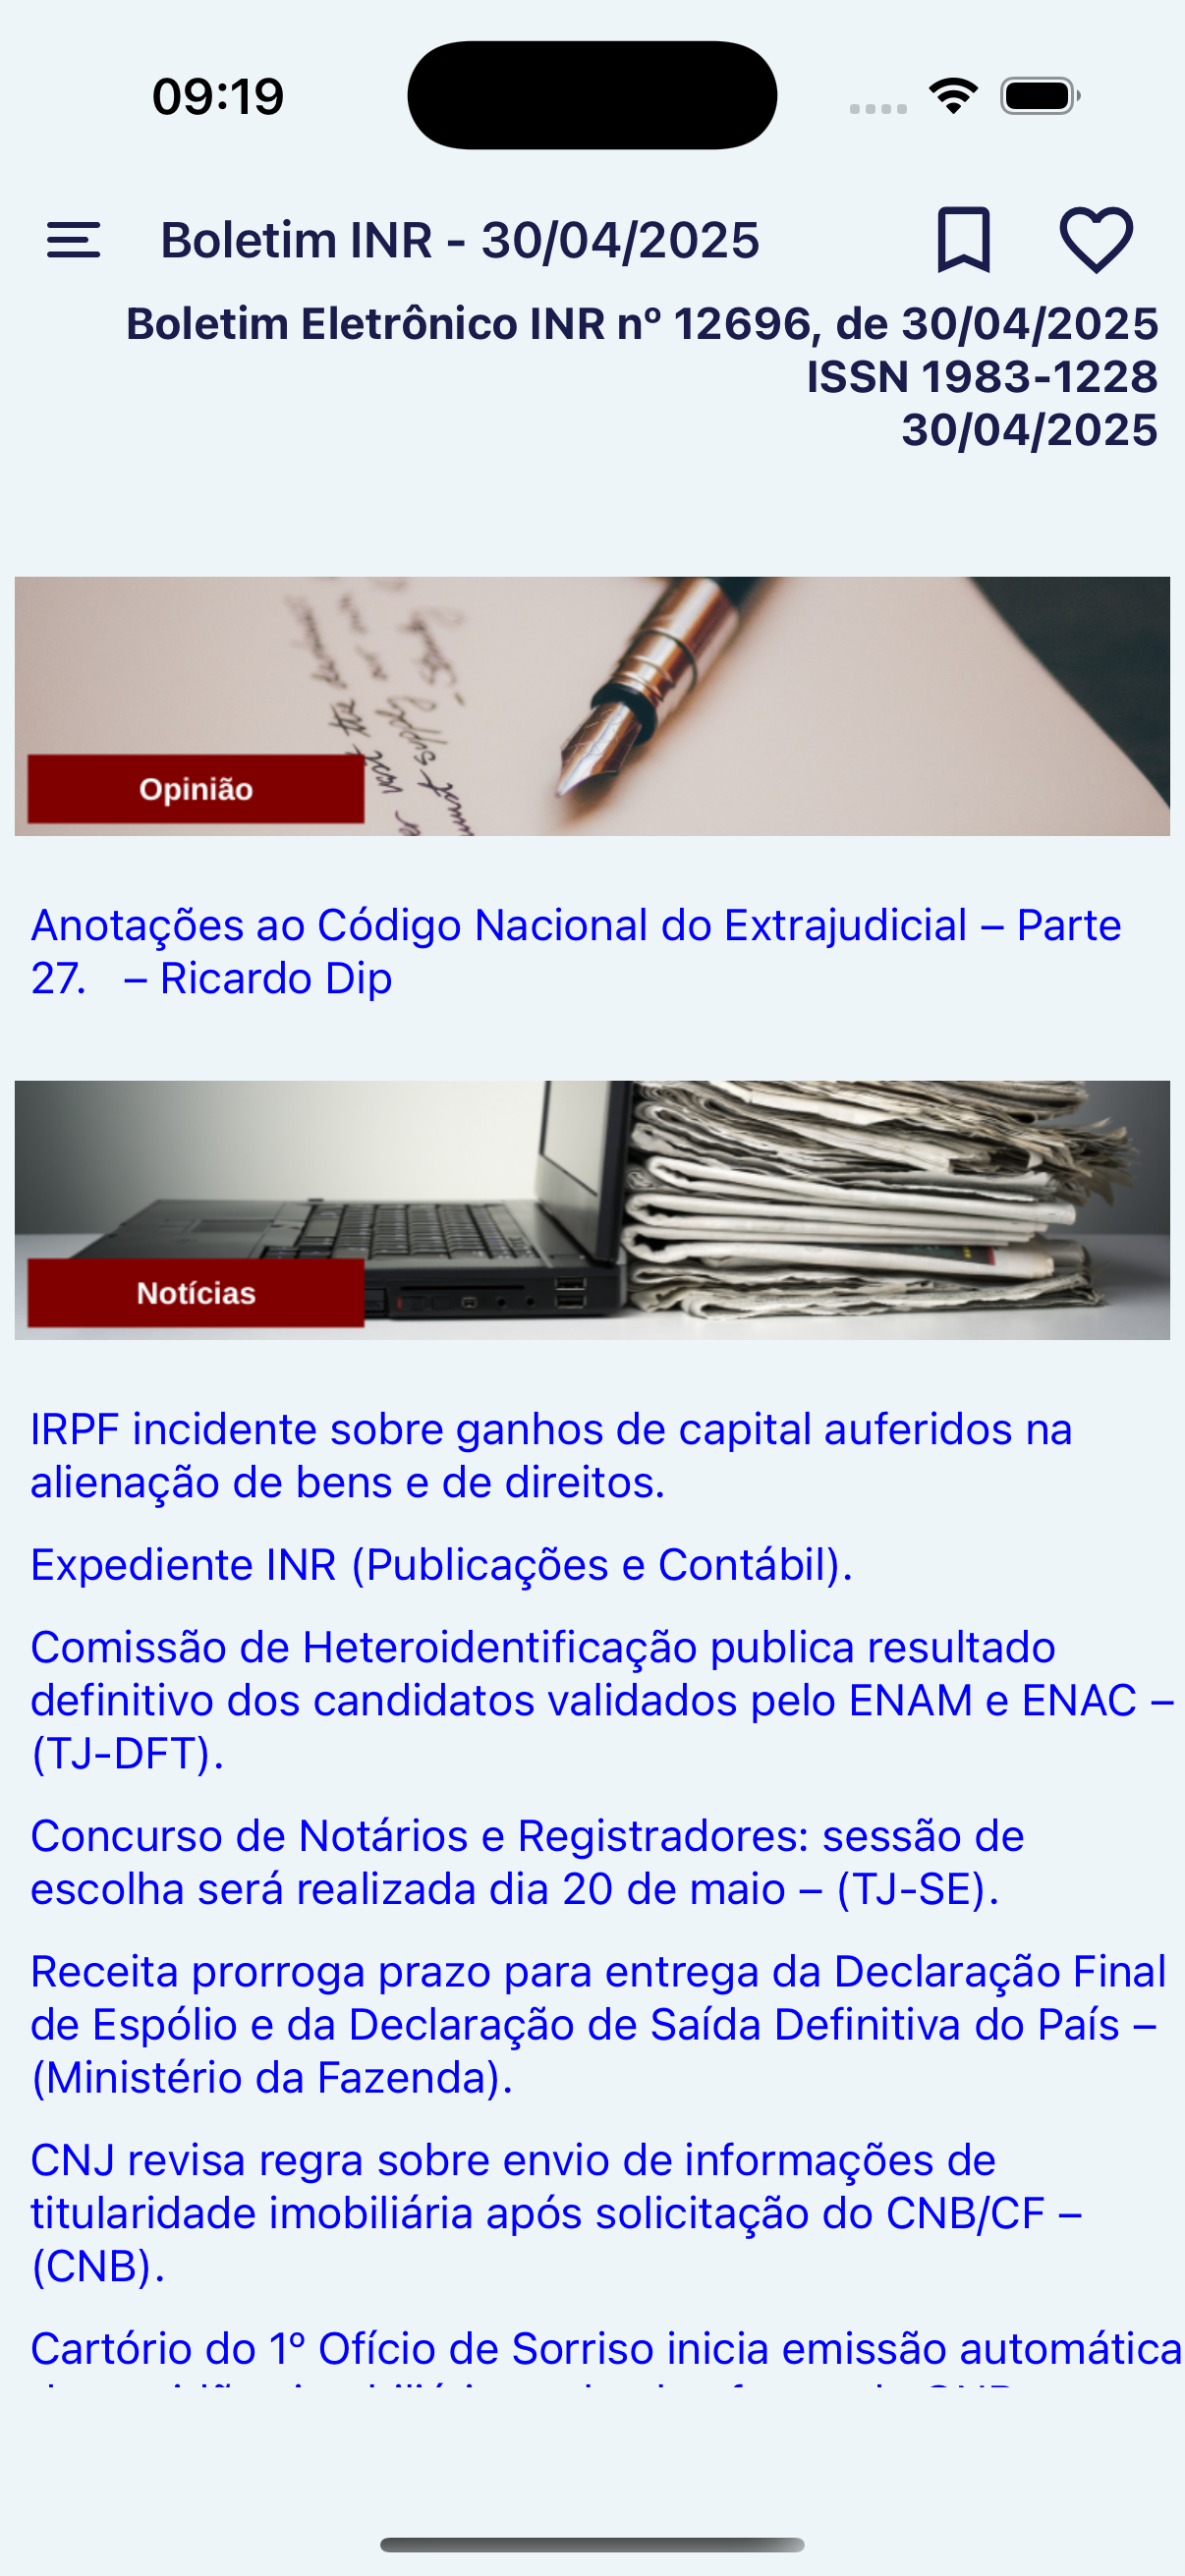 09:19
Boletim INR - 30/04/2025
Boletim Eletrônico INR nº 12696, de 30/04/2025
ISSN 1983-1228
30/04/2025
Opinião
Anotações ao Código Nacional do Extrajudicial – Parte
27.   – Ricardo Dip
Notícias
IRPF incidente sobre ganhos de capital auferidos na
alienação de bens e de direitos.
Expediente INR (Publicações e Contábil).
Comissão de Heteroidentificação publica resultado
definitivo dos candidatos validados pelo ENAM e ENAC –
(TJ-DFT).
Concurso de Notários e Registradores: sessão de
escolha será realizada dia 20 de maio – (TJ-SE).
Receita prorroga prazo para entrega da Declaração Final
de Espólio e da Declaração de Saída Definitiva do País –
(Ministério da Fazenda).
CNJ revisa regra sobre envio de informações de
titularidade imobiliária após solicitação do CNB/CF –
(CNB).
Cartório do 1º Ofício de Sorriso inicia emissão automática